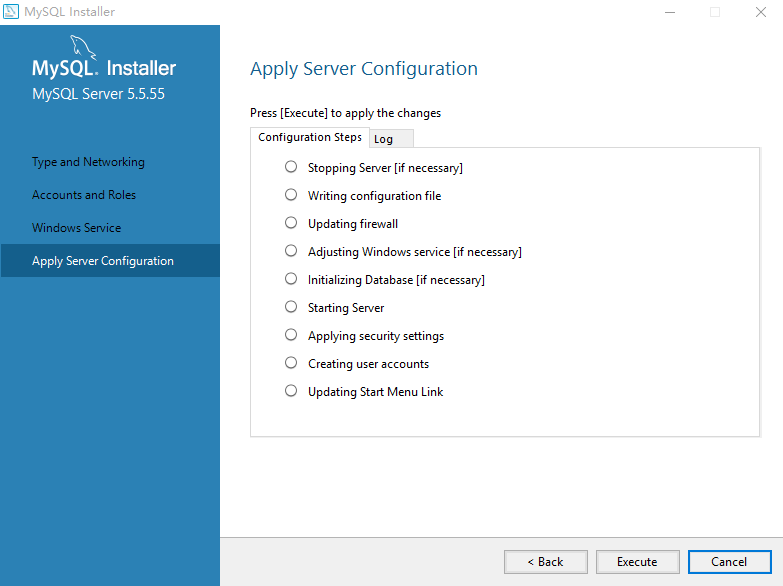 MySQL Installer
MySQL® Installer
MySQL Server 5.5.55
Type and Networking
Accounts and Roles
Windows Service
Apply Server Configuration
Apply Server Configuration
Press [Execute] to apply the changes
Configuration Steps
Log
Stopping Server [if necessary]
Writing configuration file
Updating firewall
Adjusting Windows service [if necessary]
Initializing Database [if necessary]
Starting Server
Applying security settings
Creating user accounts
Updating Start Menu Link
< Back
Execute
Cancel